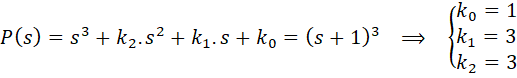 P(s) = s³ + k₂.s² + k₁.s + k₀ = (s + 1)³ ⟹ { k₀ = 1
k₁ = 3
k₂ = 3